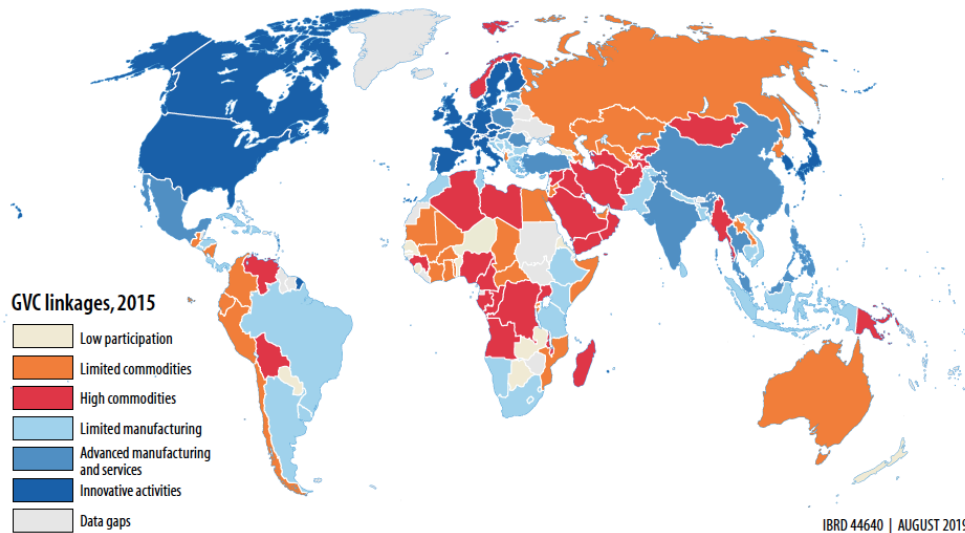 GVC linkages, 2015
Low participation
Limited commodities
High commodities
Limited manufacturing
Advanced manufacturing
and services
Innovative activities
Data gaps
IBRD 44640 | AUGUST 2019